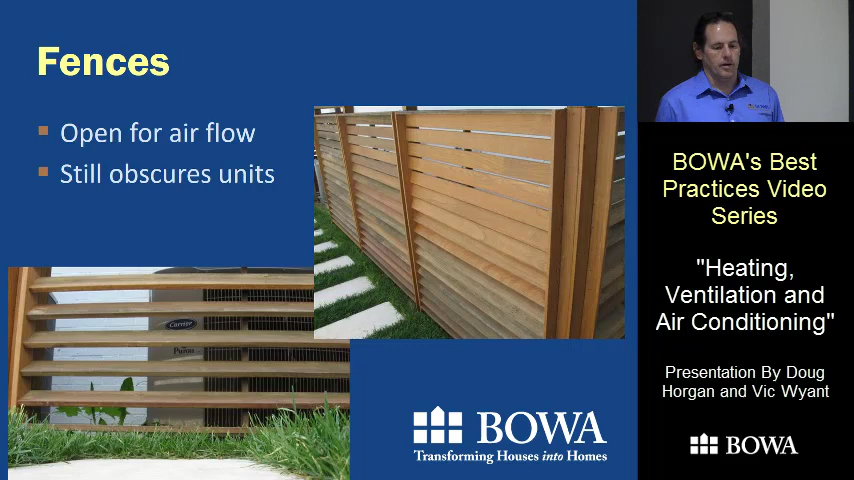 Fences
Open for air flow
Still obscures units
Carrier
BOWA
Transforming Houses into Homes
BOWA's Best
Practices Video
Series
"Heating,
Ventilation and
Air Conditioning"
Presentation By Doug
Horgan and Vic Wyant
BOWA